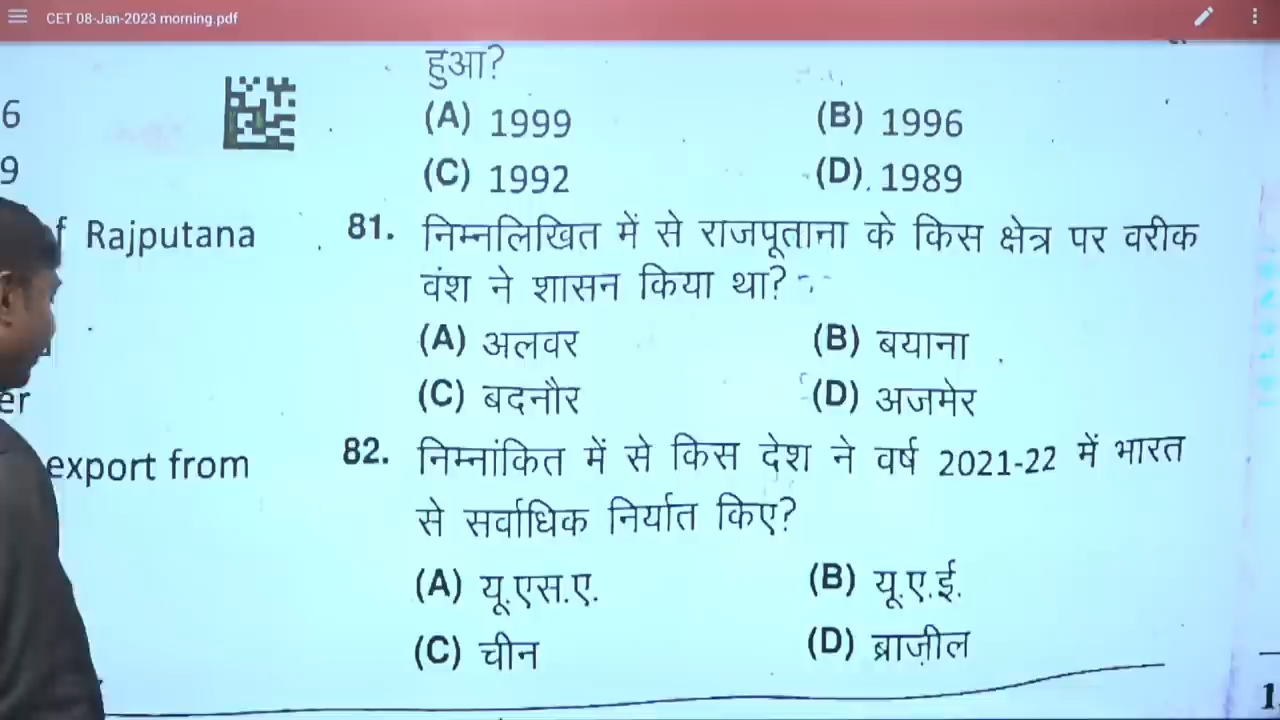 CET 08-Jan-2023 morning.pdf
हुआ?
(A) 1999 (B) 1996
(C) 1992 (D) 1989
6
9
f Rajputana
er
export from
81. निम्नलिखित में से राजपूताना के किस क्षेत्र पर वरीक
वंश ने शासन किया था?
(A) अलवर (B) बयाना
(C) बदनौर (D) अजमेर
82. निम्नांकित में से किस देश ने वर्ष 2021-22 में भारत
से सर्वाधिक निर्यात किए?
(A) यू.एस.ए. (B) यू.ए.ई.
(C) चीन (D) ब्राज़ील